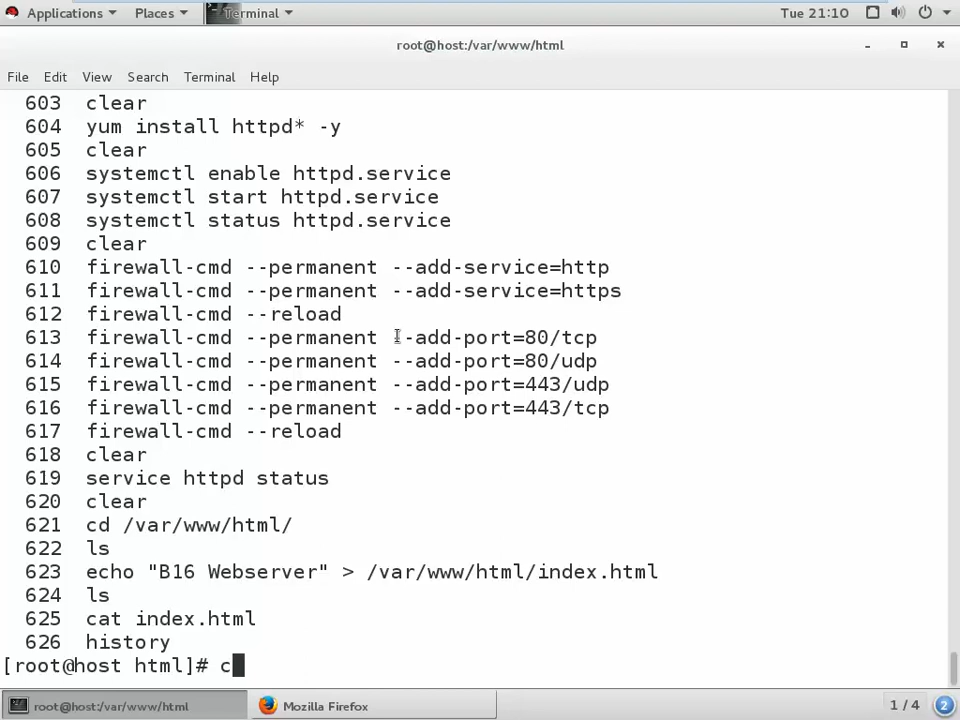 Applications Places Terminal Tue 21:10
root@host:/var/www/html
File Edit View Search Terminal Help
603 clear
604 yum install httpd* -y
605 clear
606 systemctl enable httpd.service
607 systemctl start httpd.service
608 systemctl status httpd.service
609 clear
610 firewall-cmd --permanent --add-service=http
611 firewall-cmd --permanent --add-service=https
612 firewall-cmd --reload
613 firewall-cmd --permanent --add-port=80/tcp
614 firewall-cmd --permanent --add-port=80/udp
615 firewall-cmd --permanent --add-port=443/udp
616 firewall-cmd --permanent --add-port=443/tcp
617 firewall-cmd --reload
618 clear
619 service httpd status
620 clear
621 cd /var/www/html/
622 ls
623 echo "B16 Webserver" > /var/www/html/index.html
624 ls
625 cat index.html
626 history
[root@host html]# c
root@host:/var/www/html Mozilla Firefox 1 / 4 2